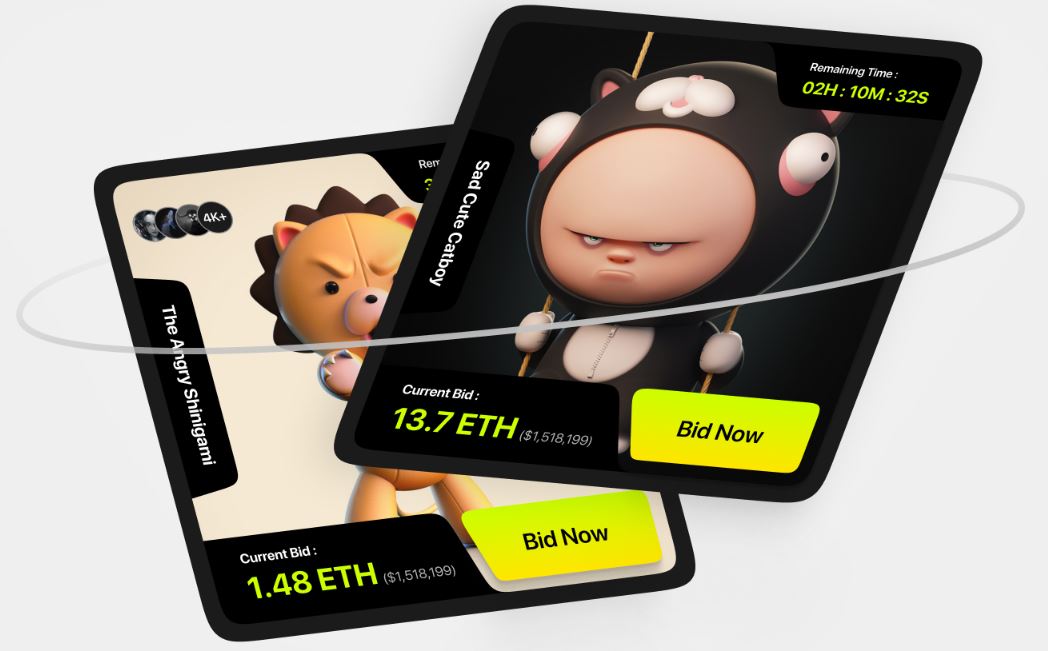 Remaining Time :
02H : 10M : 32S
Sad Cute Catboy
Current Bid :
13.7 ETH ($1,518,199)
Bid Now
4K+
The Angry Shinigami
Current Bid :
1.48 ETH ($1,518,199)
Bid Now